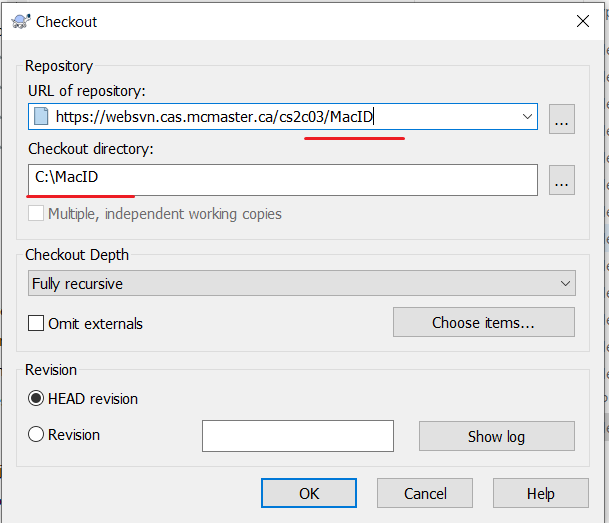 Checkout
Repository
URL of repository:
https://websvn.cas.mcmaster.ca/cs2c03/MacID
...
Checkout directory:
C:\MacID
...
Multiple, independent working copies
Checkout Depth
Fully recursive
Omit externals
Choose items...
Revision
HEAD revision
Revision
Show log
OK
Cancel
Help